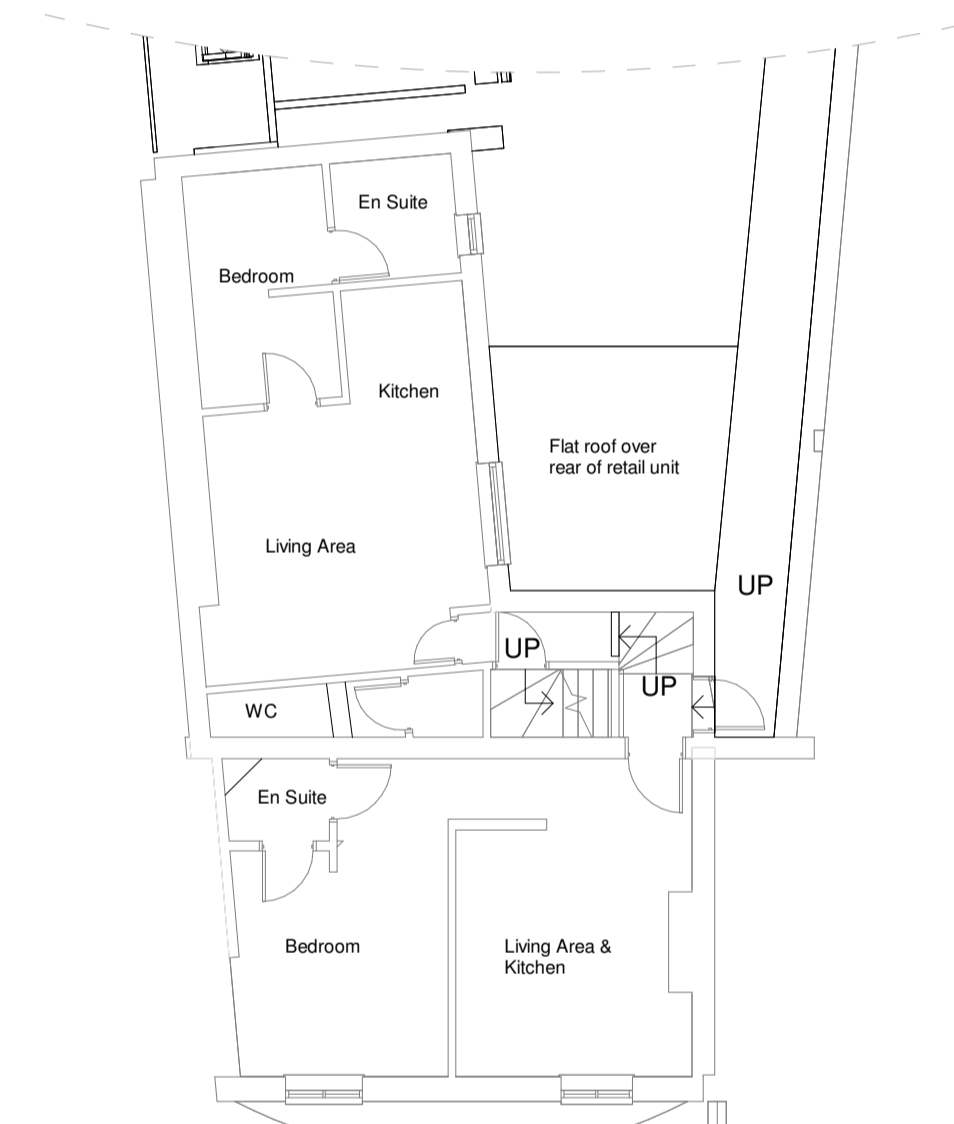 En Suite
Bedroom
Kitchen
Flat roof over
rear of retail unit
Living Area
UP
UP
UP
WC
En Suite
Bedroom
Living Area &
Kitchen